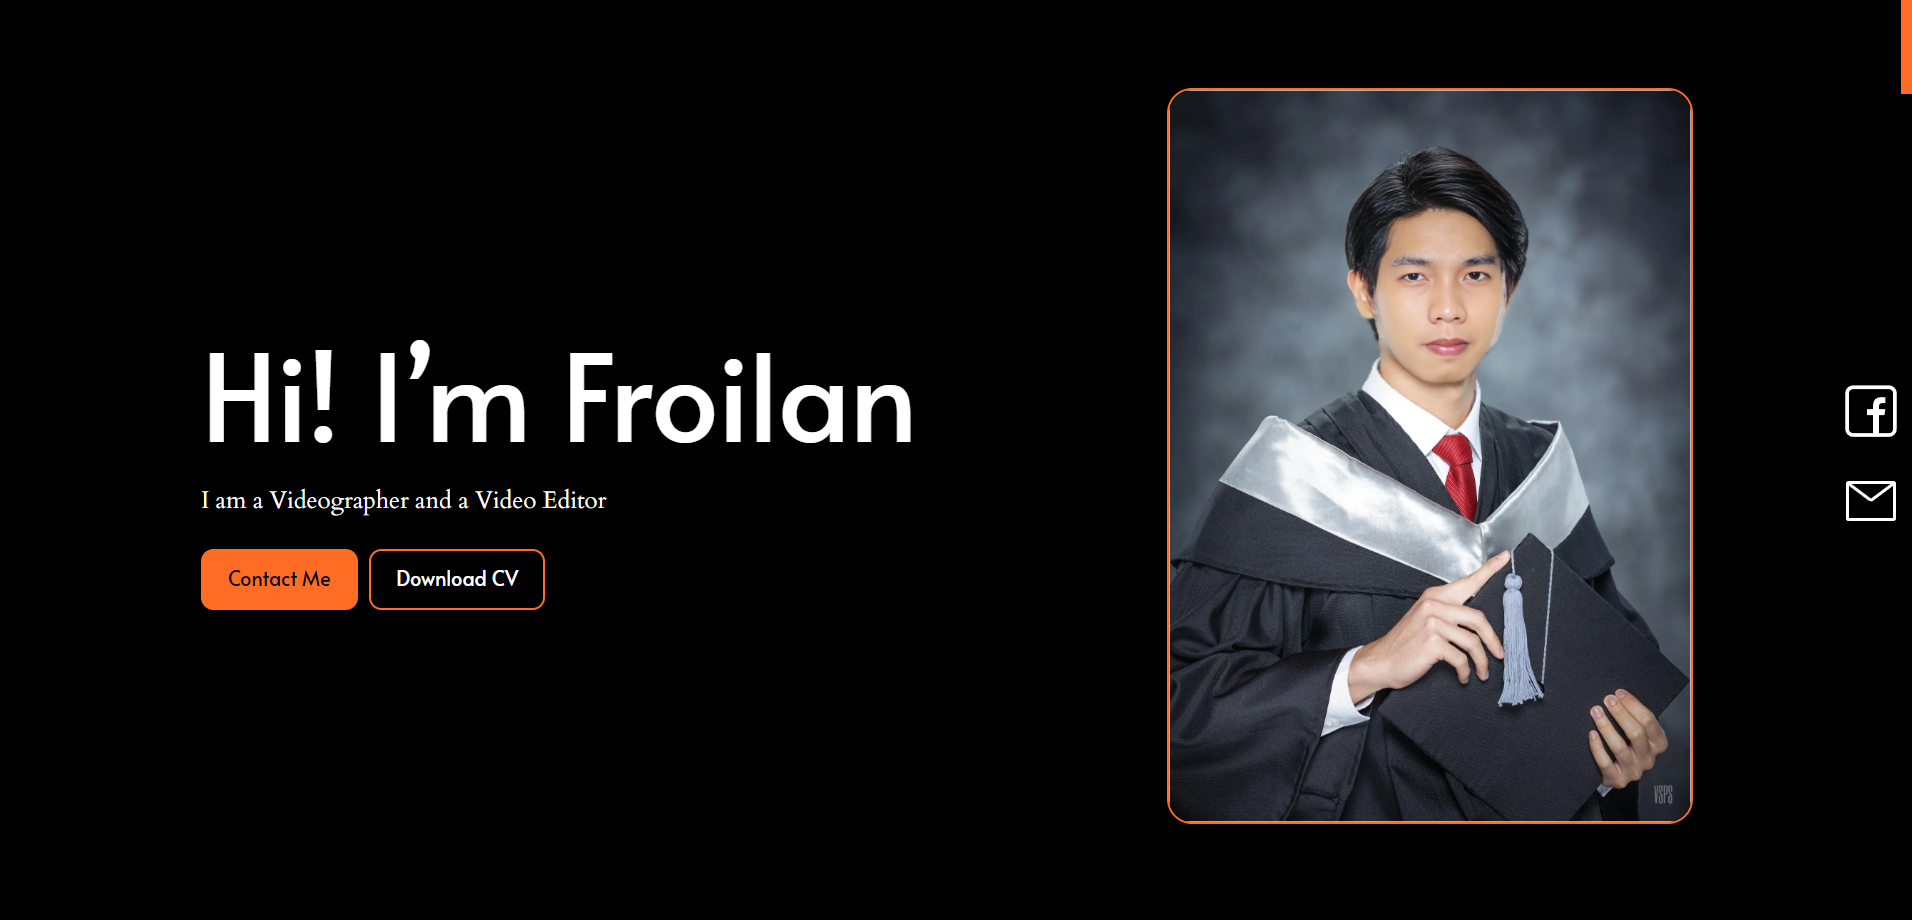 Hi! I’m Froilan
I am a Videographer and a Video Editor
Contact Me
Download CV
VSPS